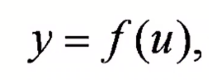 y = f(u),